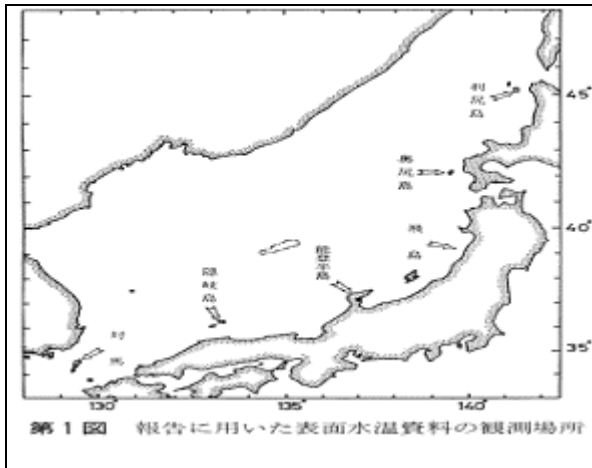 利尻島
45°
奥尻島
飛島
40°
能登半島
隠岐島
対馬
35°
130°
135°
140°
第1図 報告に用いた表面水温資料の観測場所